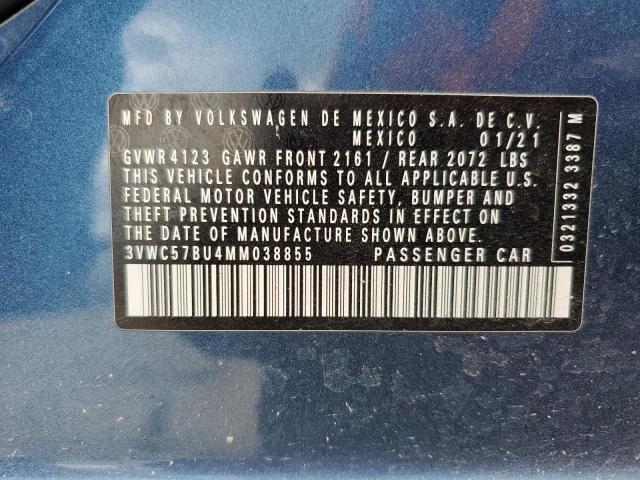 MFD BY VOLKSWAGEN DE MEXICO S.A. DE C.V.
MEXICO 01/21
GVWR 4123 GAWR FRONT 2161 / REAR 2072 LBS
THIS VEHICLE CONFORMS TO ALL APPLICABLE U.S.
FEDERAL MOTOR VEHICLE SAFETY, BUMPER AND
THEFT PREVENTION STANDARDS IN EFFECT ON
THE DATE OF MANUFACTURE SHOWN ABOVE.
3VWC57BU4MM038855 PASSENGER CAR
0321332 3387 M